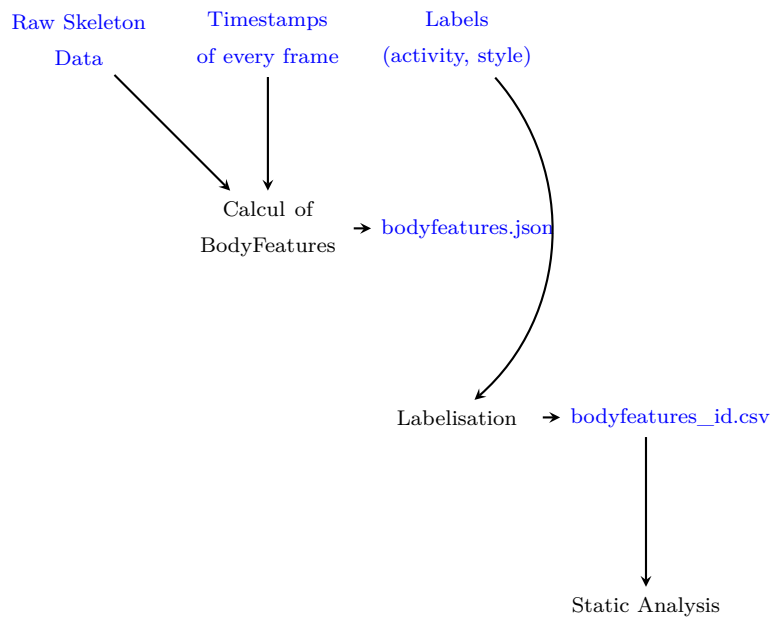 Raw Skeleton
Data
Timestamps
of every frame
Labels
(activity, style)
Calcul of
BodyFeatures
bodyfeatures.json
Labelisation
bodyfeatures_id.csv
Static Analysis